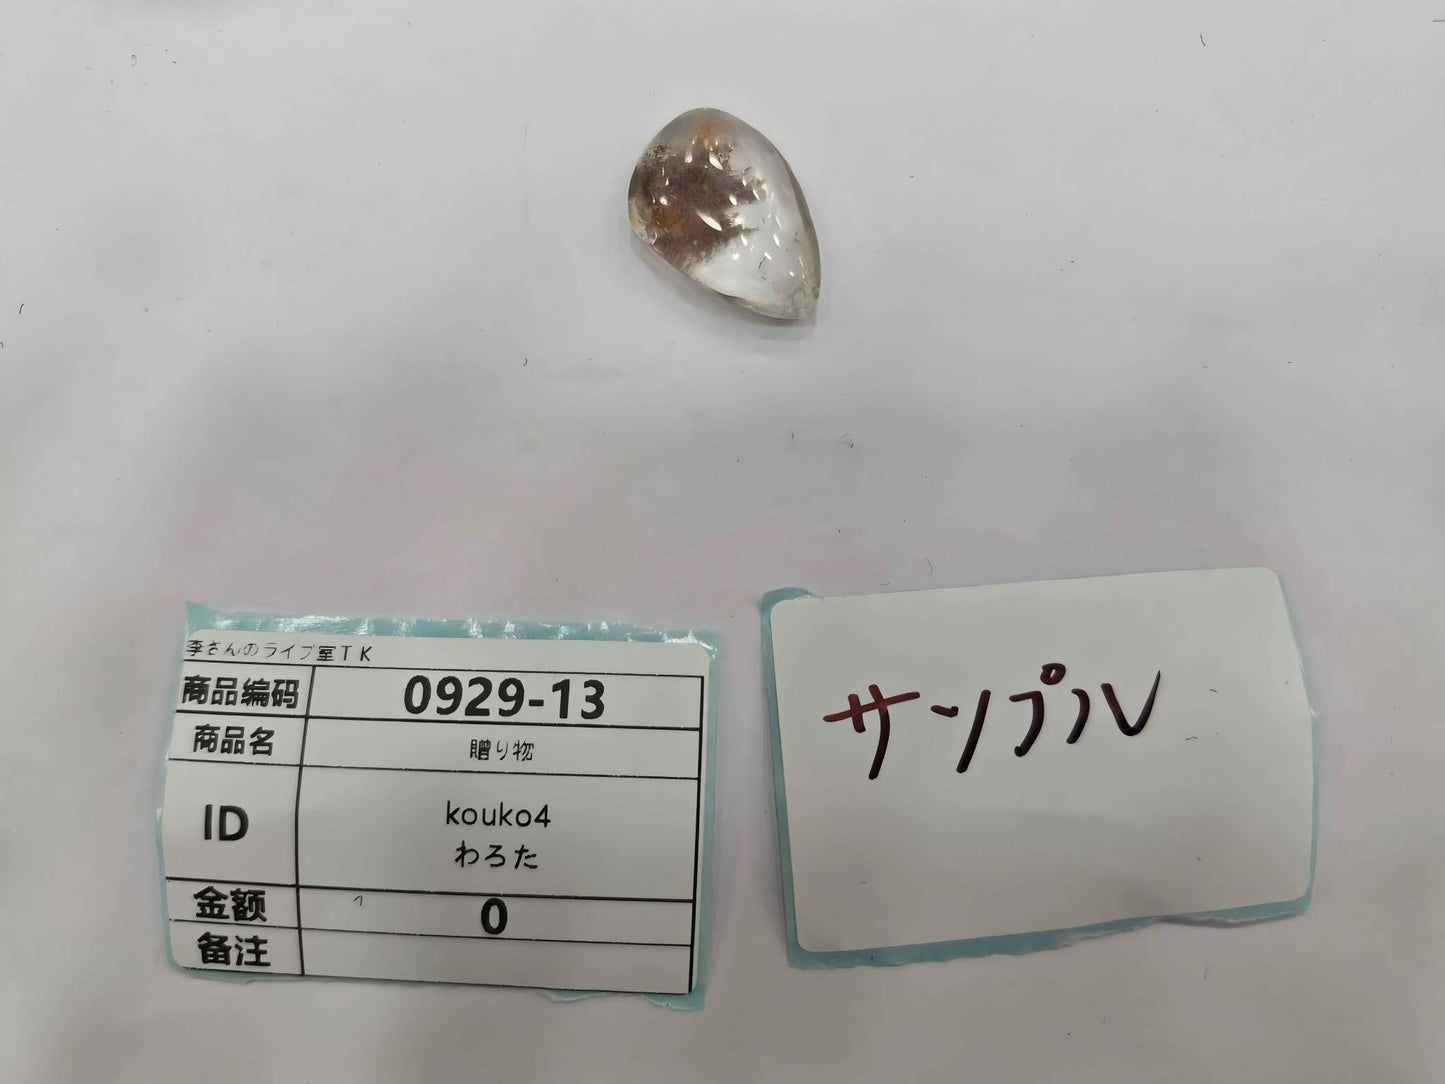 李さんのライブ室TK
商品编码 0929-13
商品名 贈り物
ID kouko4
わろた
金额 0
备注
サンプル